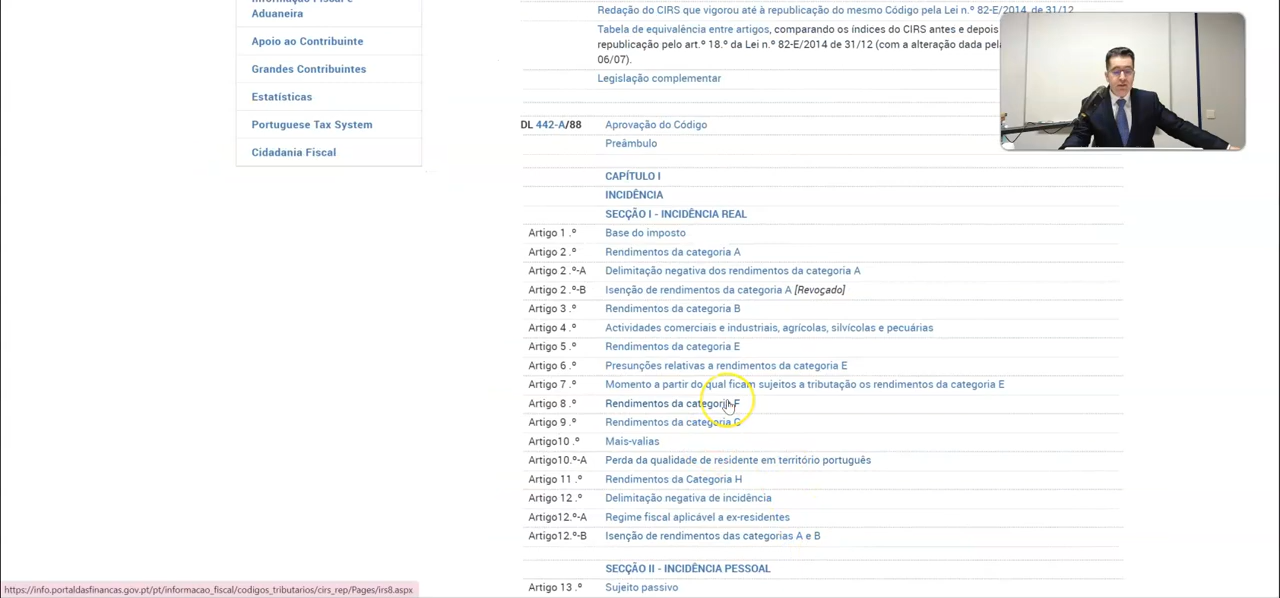 Informação Fiscal e
Aduaneira
Apoio ao Contribuinte
Grandes Contribuintes
Estatísticas
Portuguese Tax System
Cidadania Fiscal
Redação do CIRS que vigorou até à republicação do mesmo Código pela Lei n.º 82-E/2014, de 31/12
Tabela de equivalência entre artigos, comparando os índices do CIRS antes e depois
republicação pelo art.º 18.º da Lei n.º 82-E/2014 de 31/12 (com a alteração dada pela
06/07).
Legislação complementar
DL 442-A/88 Aprovação do Código
Preâmbulo
CAPÍTULO I
INCIDÊNCIA
SECÇÃO I - INCIDÊNCIA REAL
Artigo 1 .º Base do imposto
Artigo 2 .º Rendimentos da categoria A
Artigo 2 .º-A Delimitação negativa dos rendimentos da categoria A
Artigo 2 .º-B Isenção de rendimentos da categoria A [Revoçado]
Artigo 3 .º Rendimentos da categoria B
Artigo 4 .º Actividades comerciais e industriais, agrícolas, silvícolas e pecuárias
Artigo 5 .º Rendimentos da categoria E
Artigo 6 .º Presunções relativas a rendimentos da categoria E
Artigo 7 .º Momento a partir do qual ficam sujeitos a tributação os rendimentos da categoria E
Artigo 8 .º Rendimentos da categoria F
Artigo 9 .º Rendimentos da categoria G
Artigo10 .º Mais-valias
Artigo10.º-A Perda da qualidade de residente em território português
Artigo 11 .º Rendimentos da Categoria H
Artigo 12 .º Delimitação negativa de incidência
Artigo12.º-A Regime fiscal aplicável a ex-residentes
Artigo12.º-B Isenção de rendimentos das categorias A e B
SECÇÃO II - INCIDÊNCIA PESSOAL
Artigo 13 .º Sujeito passivo
https://info.portaldasfinancas.gov.pt/pt/informacao_fiscal/codigos_tributarios/cirs_rep/Pages/irs8.aspx